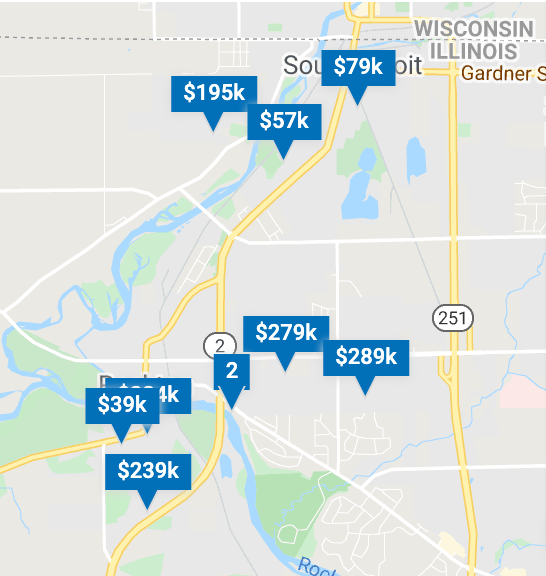 WISCONSIN
ILLINOIS
$79k
Gardner
$195k
$57k
251
$279k
2
$289k
2
$39k
$239k